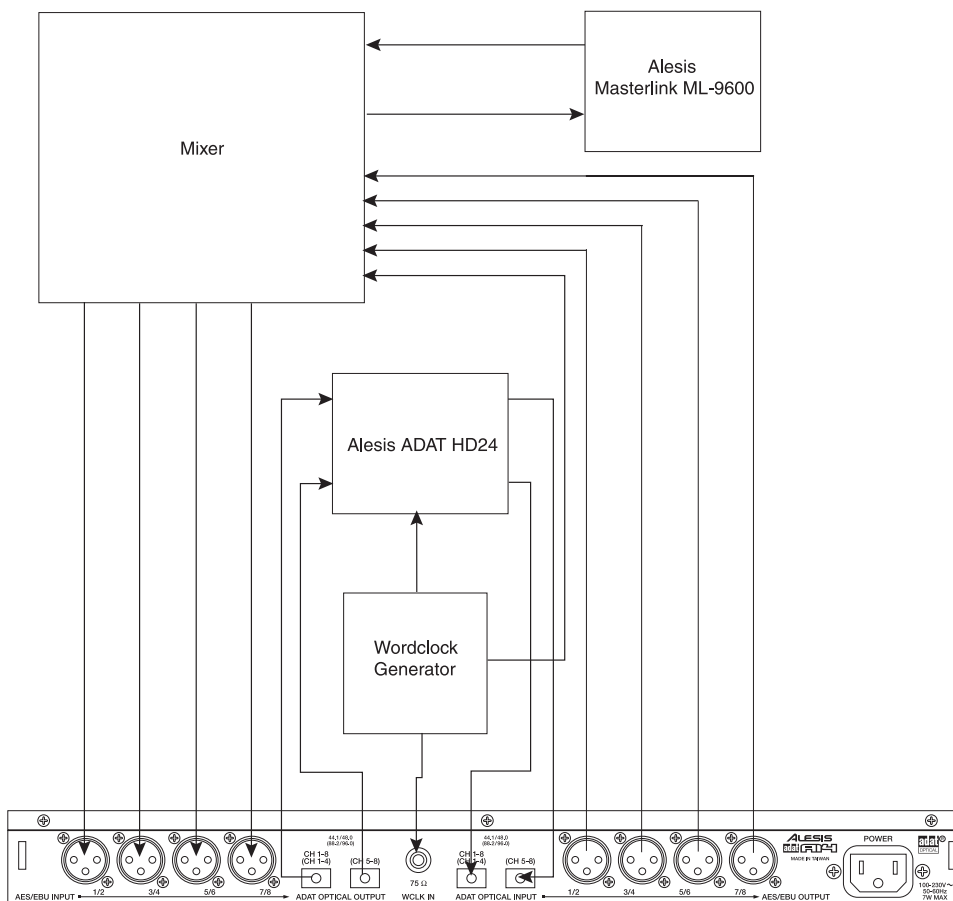 Alesis
Masterlink ML-9600
Mixer
Alesis ADAT HD24
Wordclock
Generator
44,1/48,0
(88.2/96.0)
44,1/48,0
(88.2/96.0)
ALESIS
adat AI4
MADE IN TAIWAN
POWER
adat
OPTICAL
CH 1-8
(CH 1-4)
(CH 5-8)
CH 1-8
(CH 1-4)
(CH 5-8)
AES/EBU INPUT
1/2
3/4
5/6
7/8
ADAT OPTICAL OUTPUT
75 Ω
WCLK IN
ADAT OPTICAL INPUT
1/2
3/4
5/6
7/8
AES/EBU OUTPUT
100-230V~
50-60Hz
7W MAX